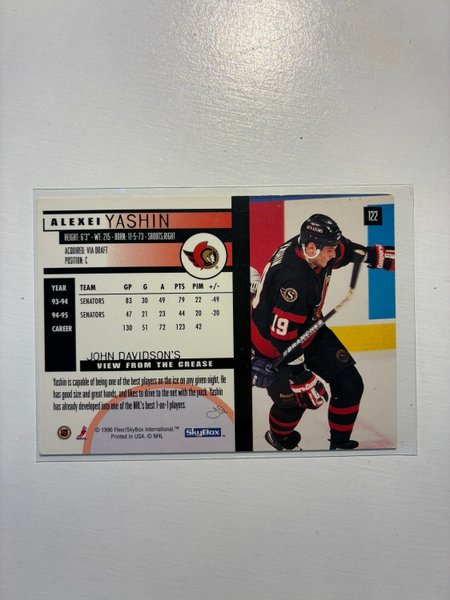 ALEXEI YASHIN
HEIGHT: 6'3" • WT: 215 • BORN: 11-5-73 • SHOOTS RIGHT
ACQUIRED: VIA DRAFT
POSITION: C
122
YEAR TEAM GP G A PTS PIM +/-
93-94 SENATORS 83 30 49 79 22 -49
94-95 SENATORS 47 21 23 44 20 -20
CAREER 130 51 72 123 42
JOHN DAVIDSON'S
VIEW FROM THE CREASE
Yashin is capable of being one of the best players on the ice on any given night. He
has good size and great hands, and likes to drive to the net with the puck. Yashin
has already developed into one of the NHL's best 1-on-1 players.
© 1996 Fleer/SkyBox International™
Printed in USA. © NHL
SkyBox
19